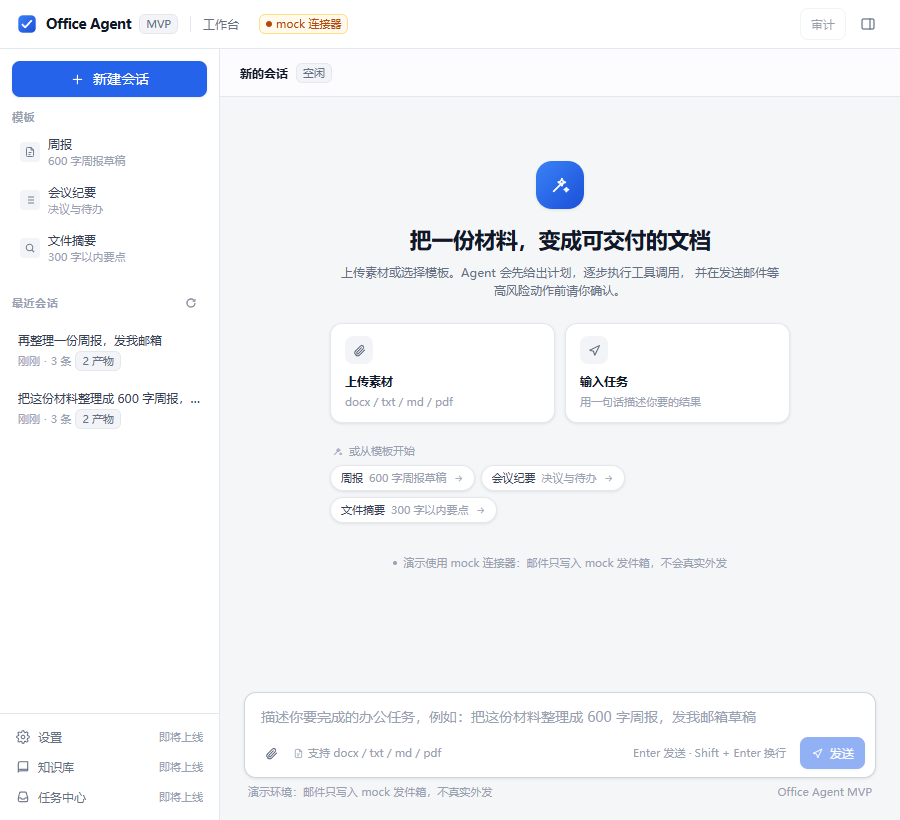 Office Agent MVP 工作台 mock 连接器 审计
新建会话
模板
周报
600 字周报草稿
会议纪要
决议与待办
文件摘要
300 字以内要点
最近会话
再整理一份周报，发我邮箱
刚刚 · 3 条 2 产物
把这份材料整理成 600 字周报，...
刚刚 · 3 条 2 产物
设置 即将上线
知识库 即将上线
任务中心 即将上线
新的会话 空闲
把一份材料，变成可交付的文档
上传素材或选择模板。Agent 会先给出计划，逐步执行工具调用， 并在发送邮件等
高风险动作前请你确认。
上传素材
docx / txt / md / pdf
输入任务
用一句话描述你要的结果
或从模板开始
周报 600 字周报草稿 → 会议纪要 决议与待办 →
文件摘要 300 字以内要点 →
演示使用 mock 连接器：邮件只写入 mock 发件箱，不会真实外发
描述你要完成的办公任务，例如：把这份材料整理成 600 字周报，发我邮箱草稿
支持 docx / txt / md / pdf Enter 发送 · Shift + Enter 换行 发送
演示环境：邮件只写入 mock 发件箱，不真实外发 Office Agent MVP